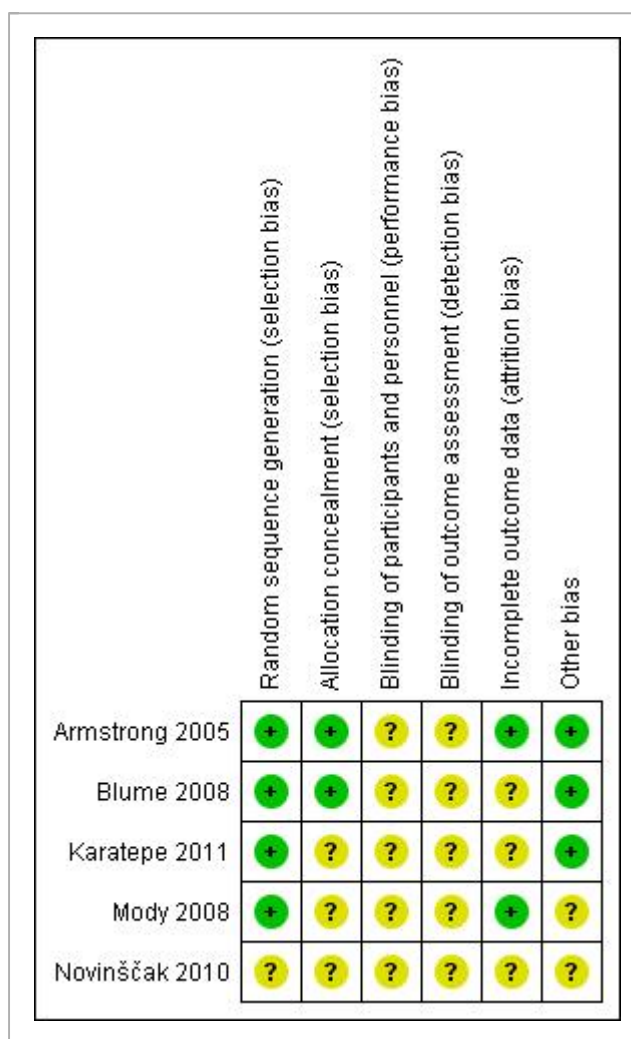 Random sequence generation (selection bias)
Allocation concealment (selection bias)
Blinding of participants and personnel (performance bias)
Blinding of outcome assessment (detection bias)
Incomplete outcome data (attrition bias)
Other bias
Armstrong 2005 + + ? ? + +
Blume 2008 + + ? ? ? +
Karatepe 2011 + ? ? ? ? +
Mody 2008 + ? ? ? + ?
Novinščak 2010 ? ? ? ? ? ?